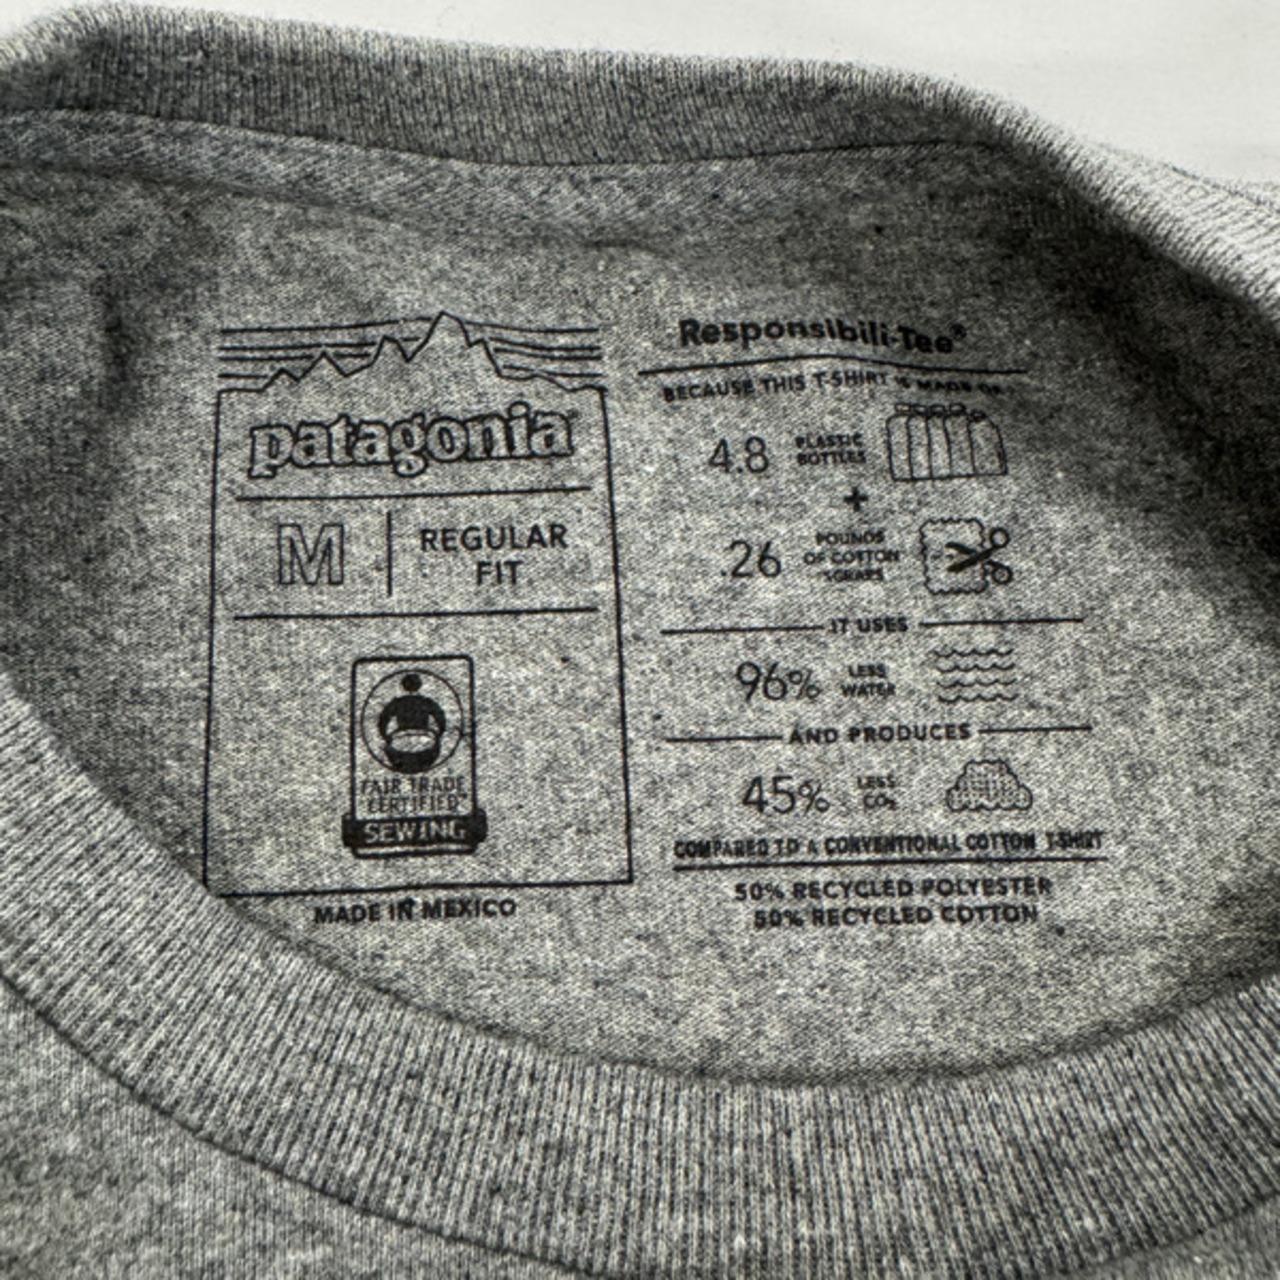 patagonia
M
REGULAR
FIT
FAIR TRADE
CERTIFIED™
SEWING
MADE IN MEXICO
Responsibili-Tee®
BECAUSE THIS T-SHIRT IS MADE OF:
4.8
PLASTIC
BOTTLES
+
.26
POUNDS
OF COTTON
SCRAPS
IT USES
96%
LESS
WATER
AND PRODUCES
45%
LESS
CO₂
COMPARED TO A CONVENTIONAL COTTON T-SHIRT
50% RECYCLED POLYESTER
50% RECYCLED COTTON